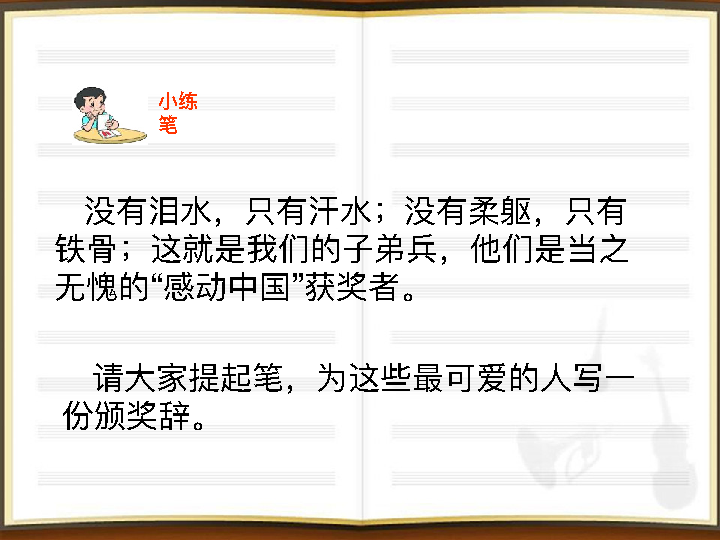 小练
笔
没有泪水，只有汗水；没有柔躯，只有
铁骨；这就是我们的子弟兵，他们是当之
无愧的“感动中国”获奖者。
请大家提起笔，为这些最可爱的人写一
份颁奖辞。